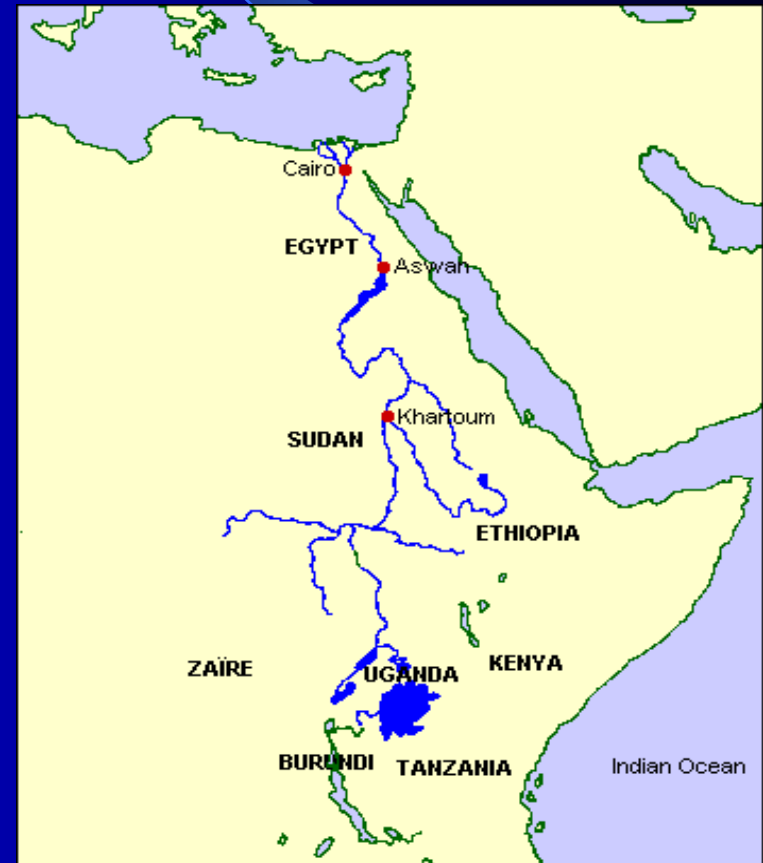 Cairo
EGYPT
Aswan
Khartoum
SUDAN
ETHIOPIA
ZAÏRE
UGANDA
KENYA
BURUNDI
TANZANIA
Indian Ocean